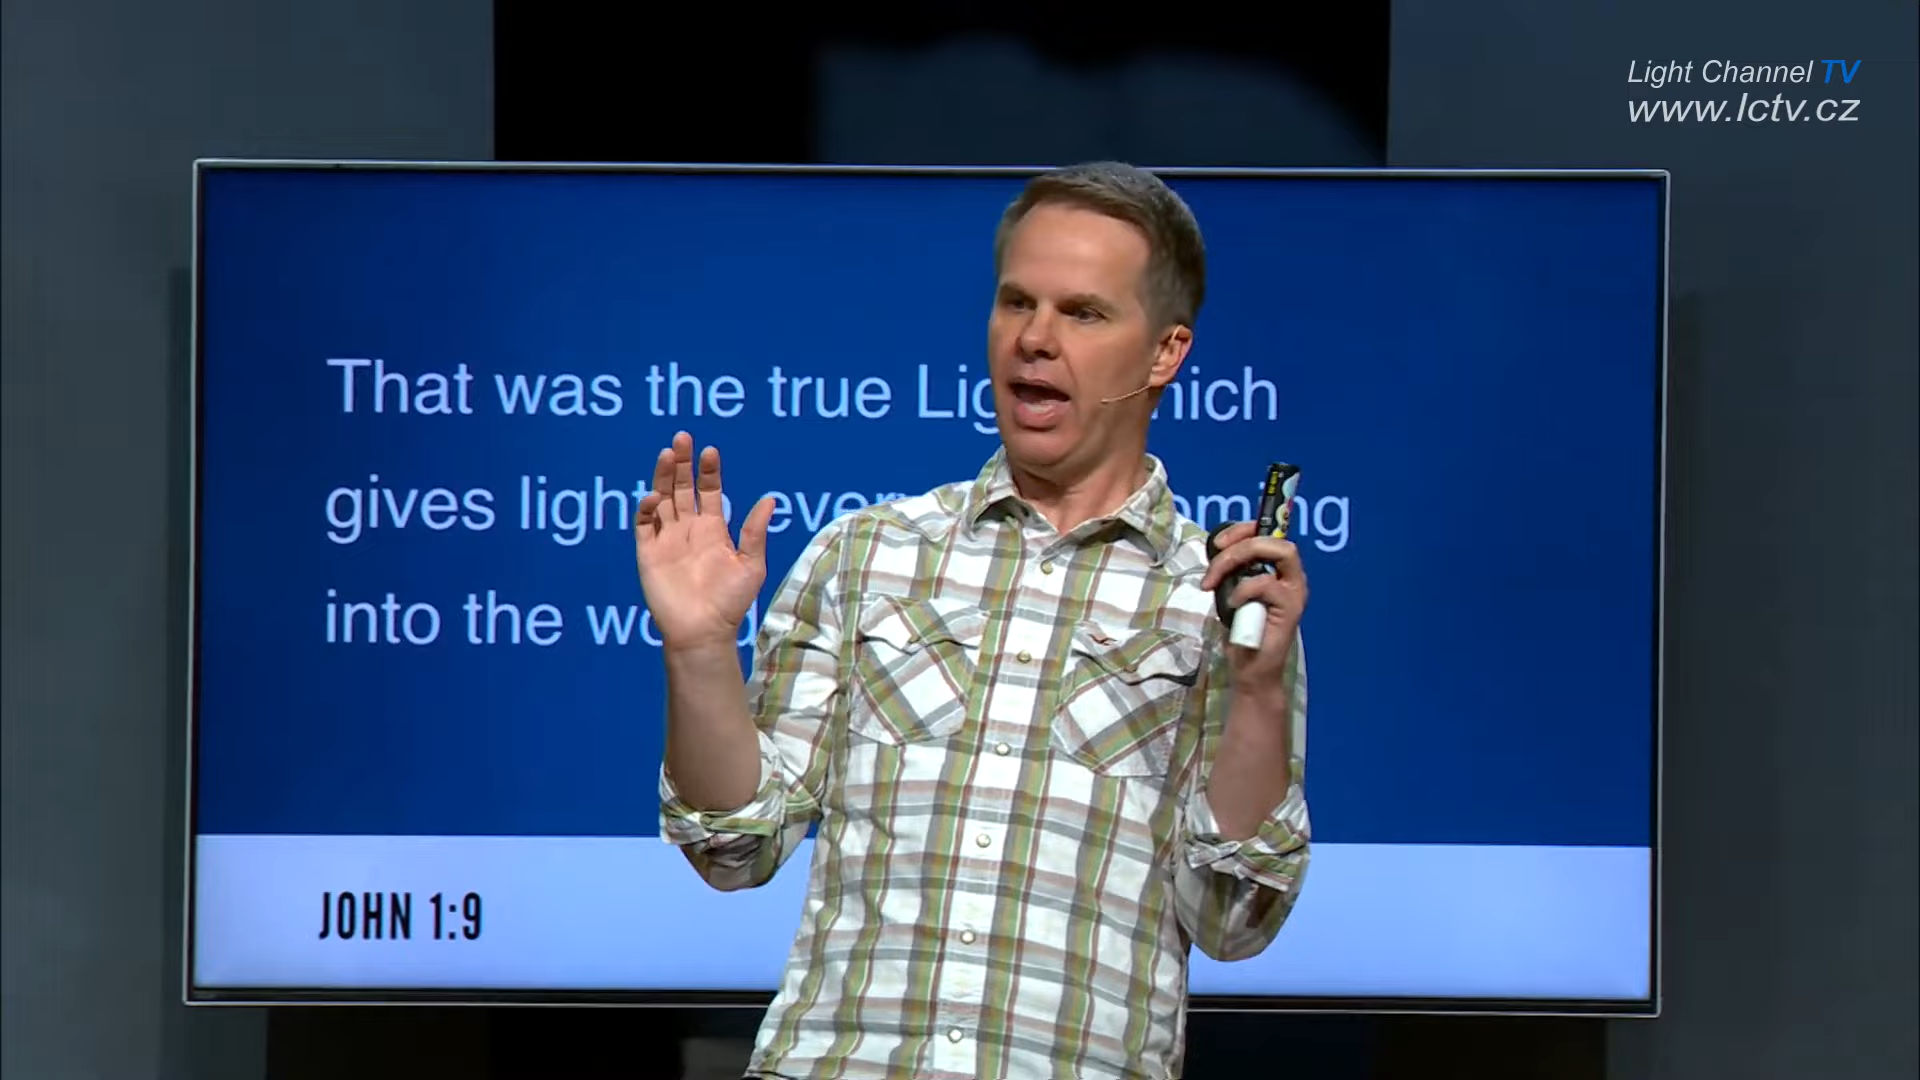 Light Channel TV
www.lctv.cz
That was the true
gives light
into the
JOHN 1:9